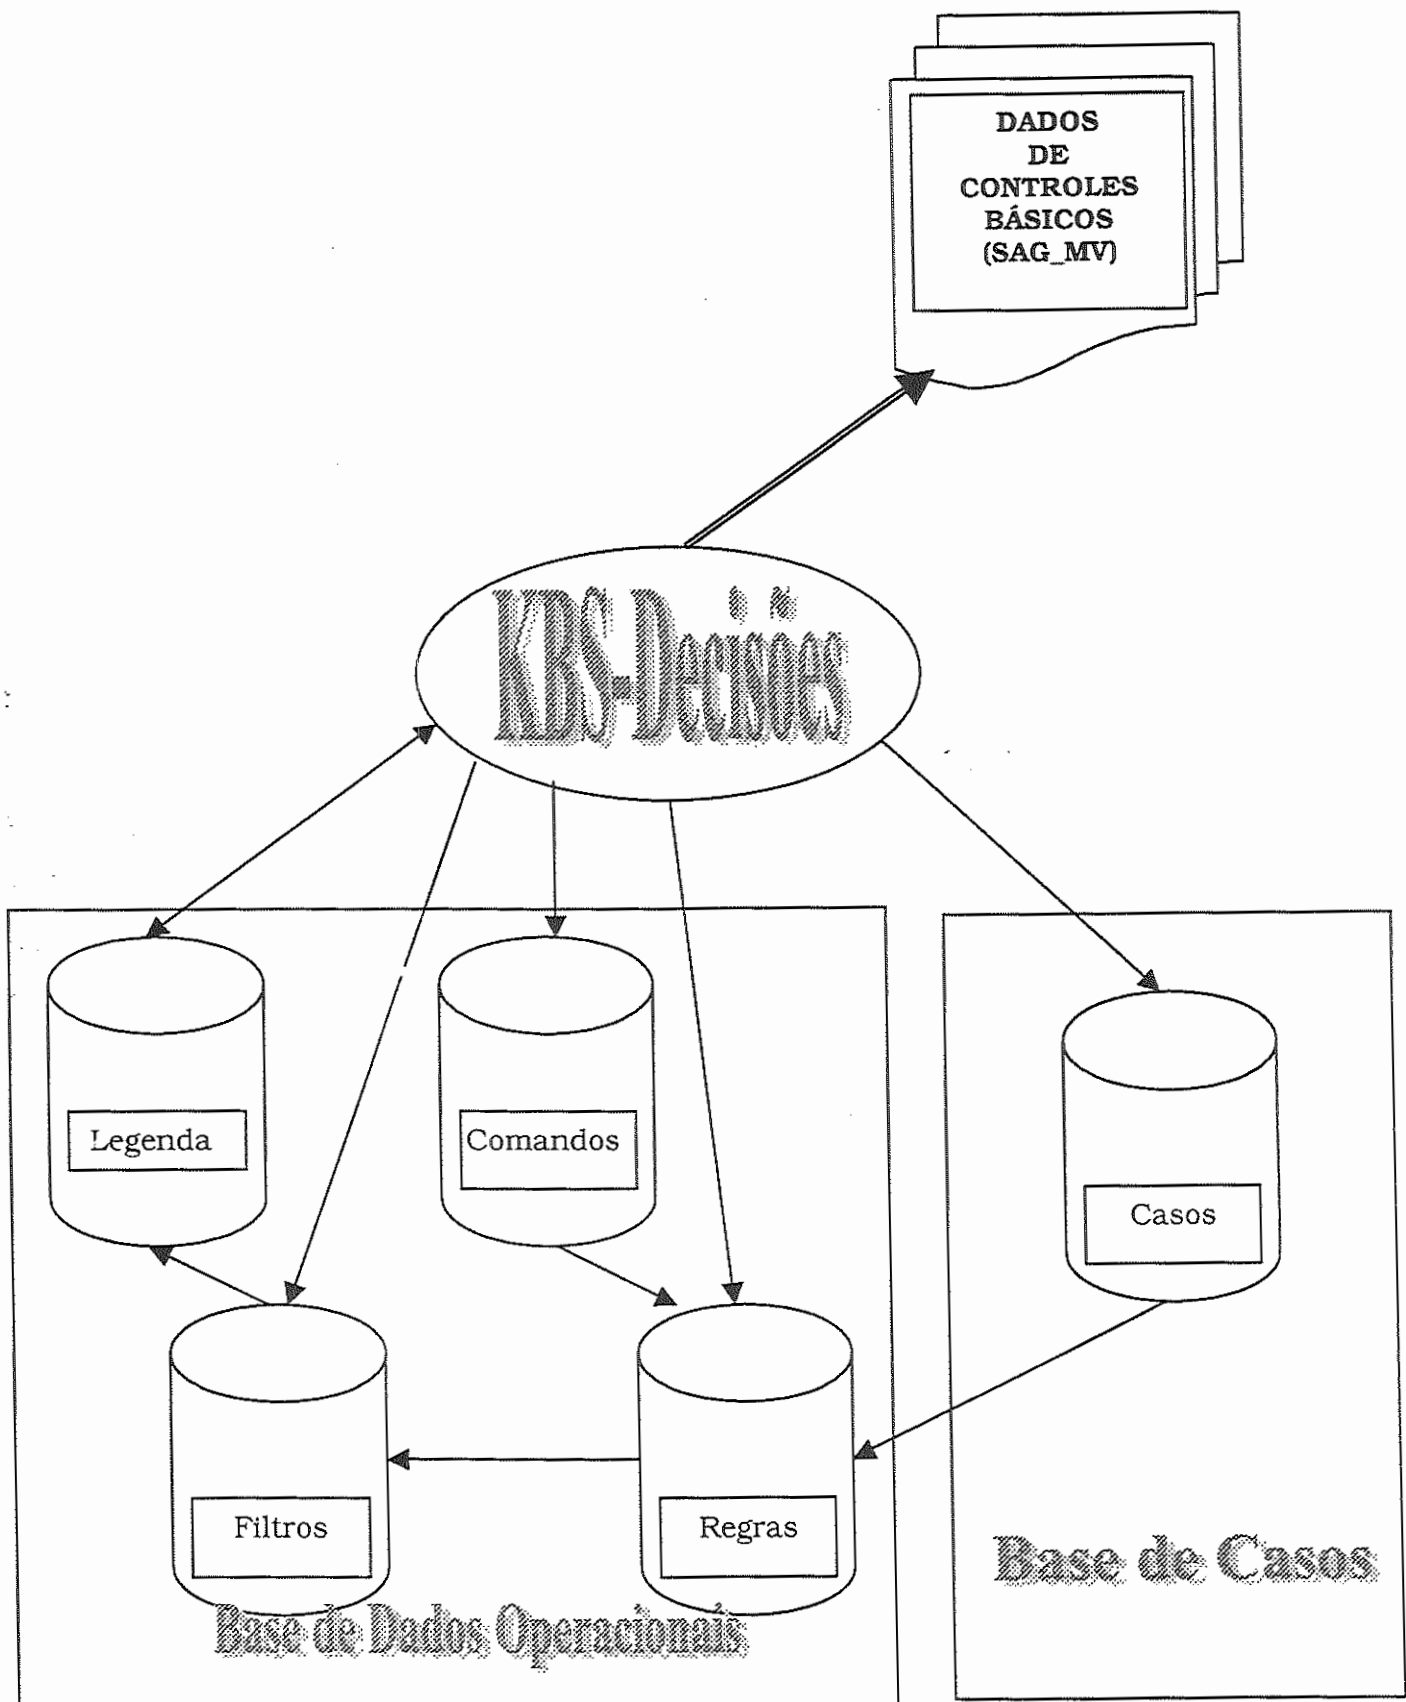 DADOS
DE
CONTROLES
BÁSICOS
(SAG_MV)
KBS-Decisões
Legenda
Comandos
Casos
Filtros
Regras
Base de Casos
Base de Dados Operacionais